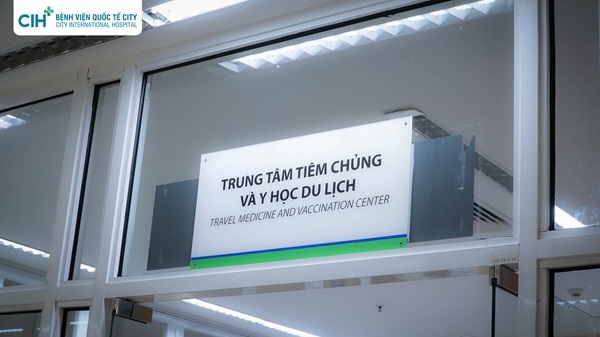 CIH
BỆNH VIỆN QUỐC TẾ CITY
CITY INTERNATIONAL HOSPITAL
TRUNG TÂM TIÊM CHỦNG
VÀ Y HỌC DU LỊCH
TRAVEL MEDICINE AND VACCINATION CENTER